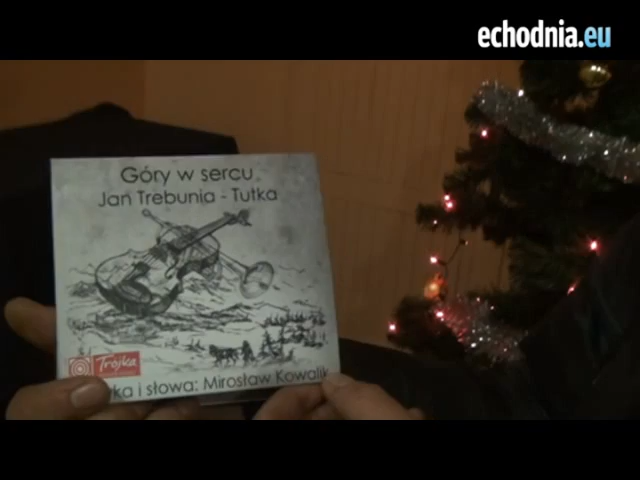 echodnia.eu
Góry w sercu
Jan Trebunia - Tutka
Trójka
i słowa: Mirosław Kowalik